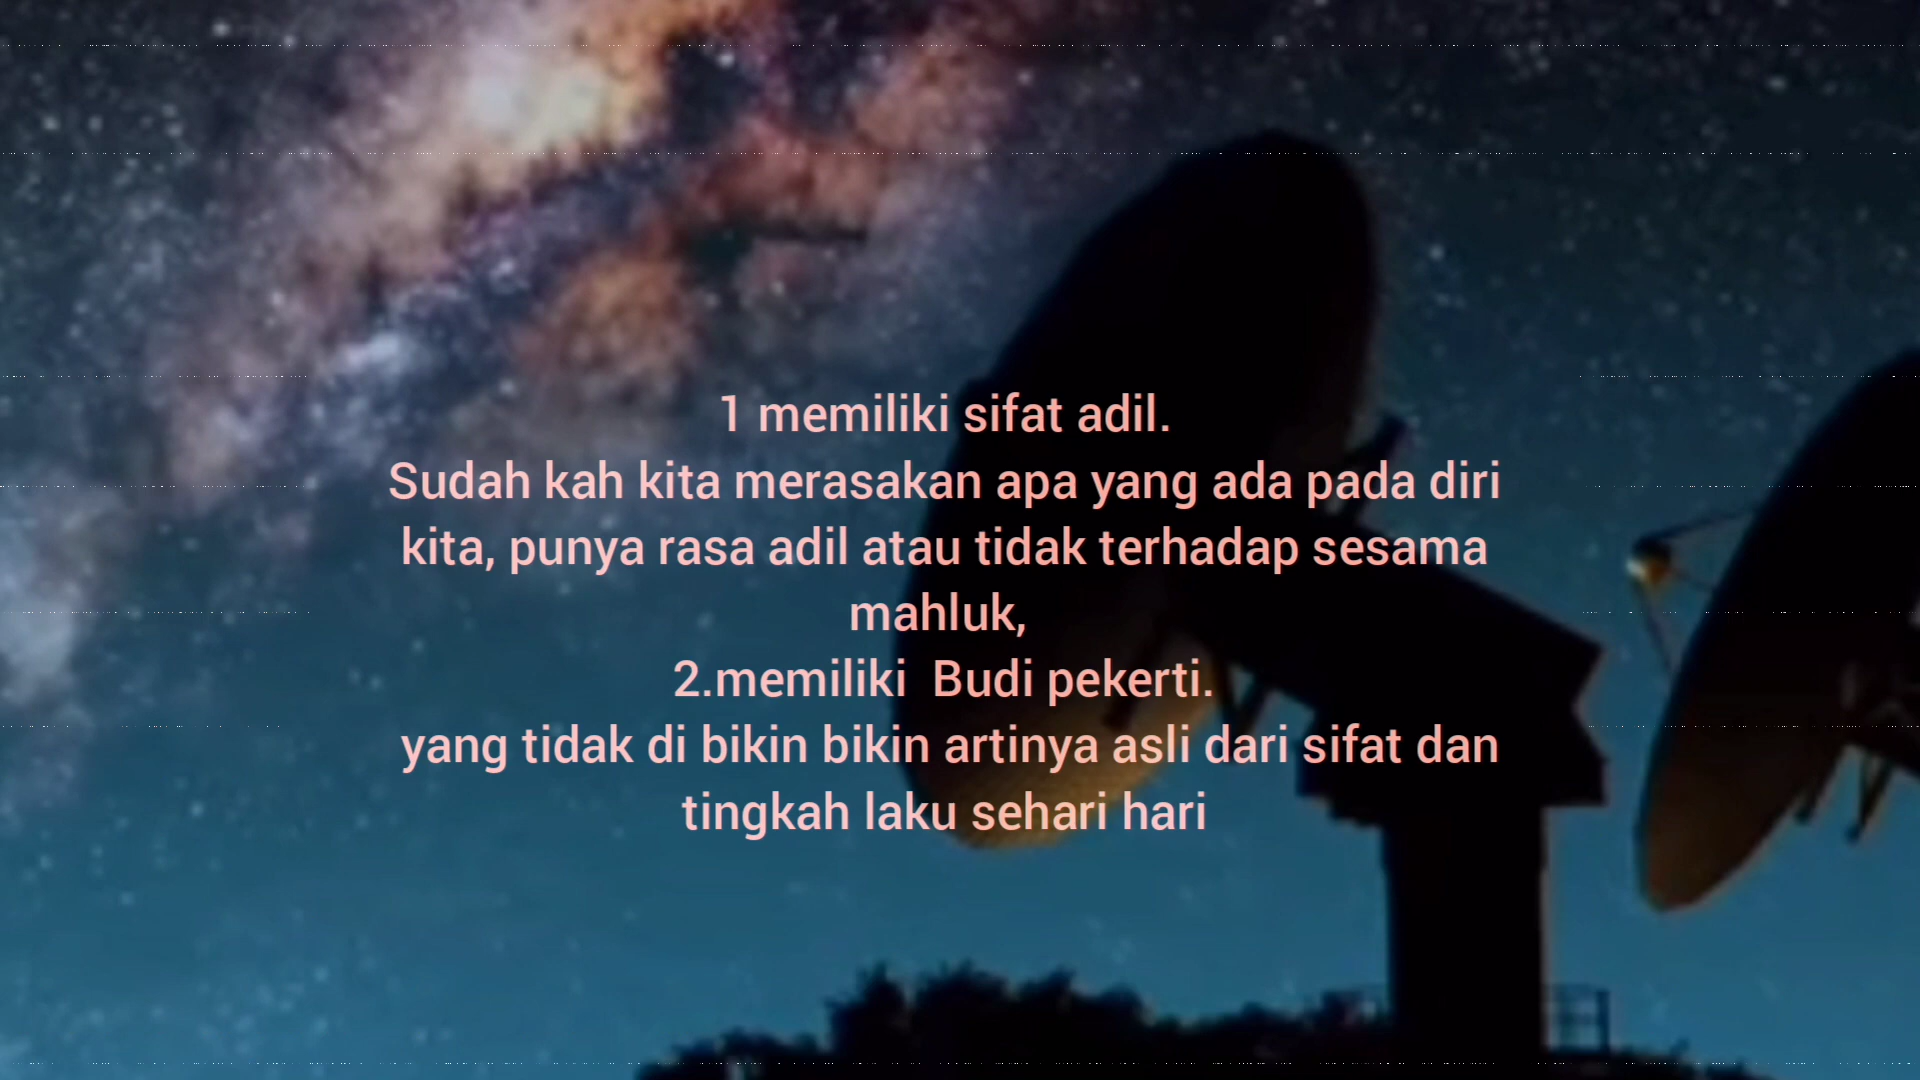 1 memiliki sifat adil.
Sudah kah kita merasakan apa yang ada pada diri
kita, punya rasa adil atau tidak terhadap sesama
mahluk,
2.memiliki  Budi pekerti.
yang tidak di bikin bikin artinya asli dari sifat dan
tingkah laku sehari hari